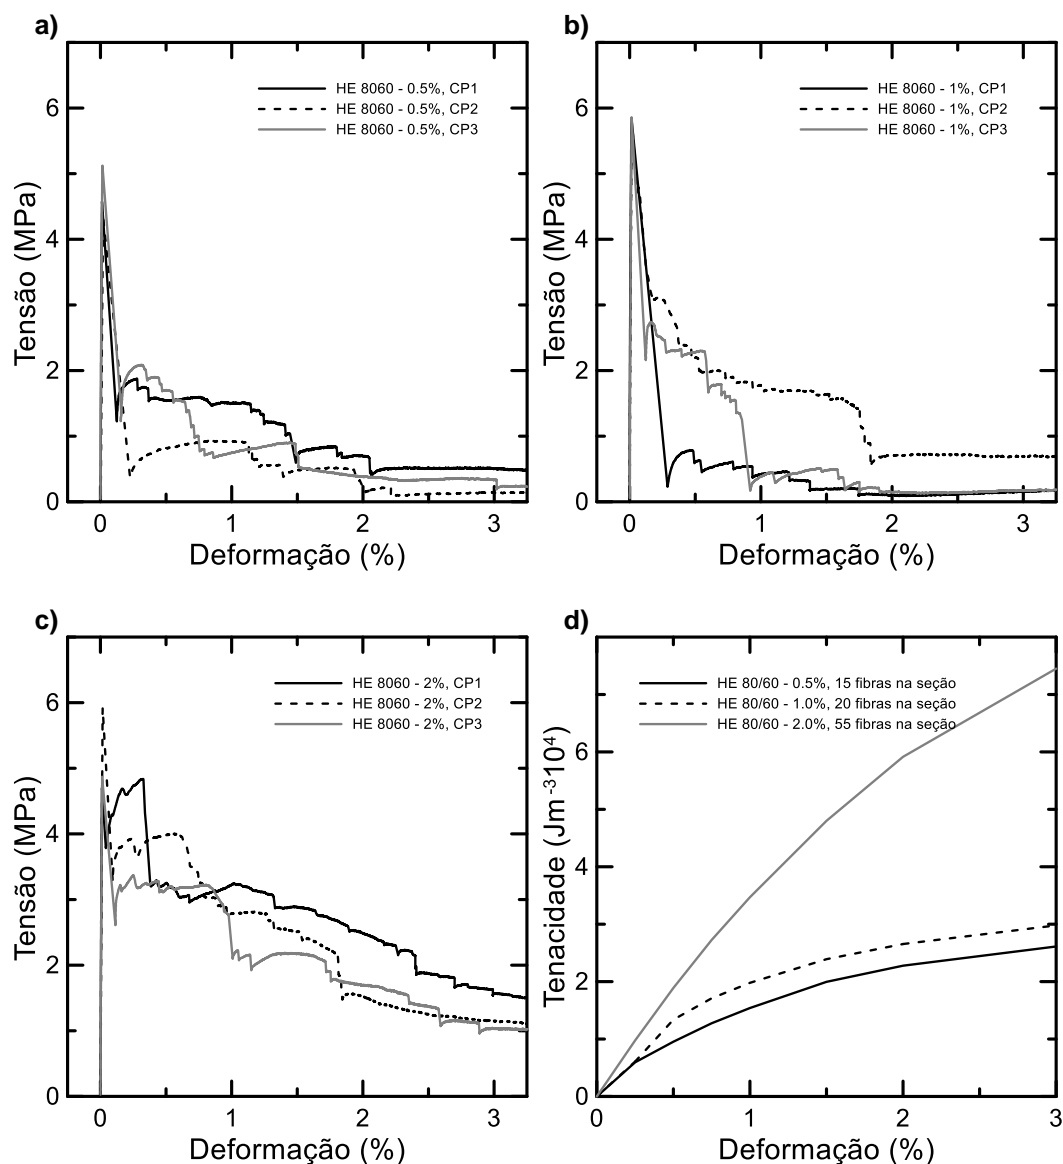 a)
HE 8060 - 0.5%, CP1
HE 8060 - 0.5%, CP2
HE 8060 - 0.5%, CP3
Tensão (MPa)
6
4
2
0
0 1 2 3
Deformação (%)
b)
HE 8060 - 1%, CP1
HE 8060 - 1%, CP2
HE 8060 - 1%, CP3
Tensão (MPa)
6
4
2
0
0 1 2 3
Deformação (%)
c)
HE 8060 - 2%, CP1
HE 8060 - 2%, CP2
HE 8060 - 2%, CP3
Tensão (MPa)
6
4
2
0
0 1 2 3
Deformação (%)
d)
HE 80/60 - 0.5%, 15 fibras na seção
HE 80/60 - 1.0%, 20 fibras na seção
HE 80/60 - 2.0%, 55 fibras na seção
Tenacidade (Jm⁻³10⁴)
6
4
2
0
0 1 2 3
Deformação (%)